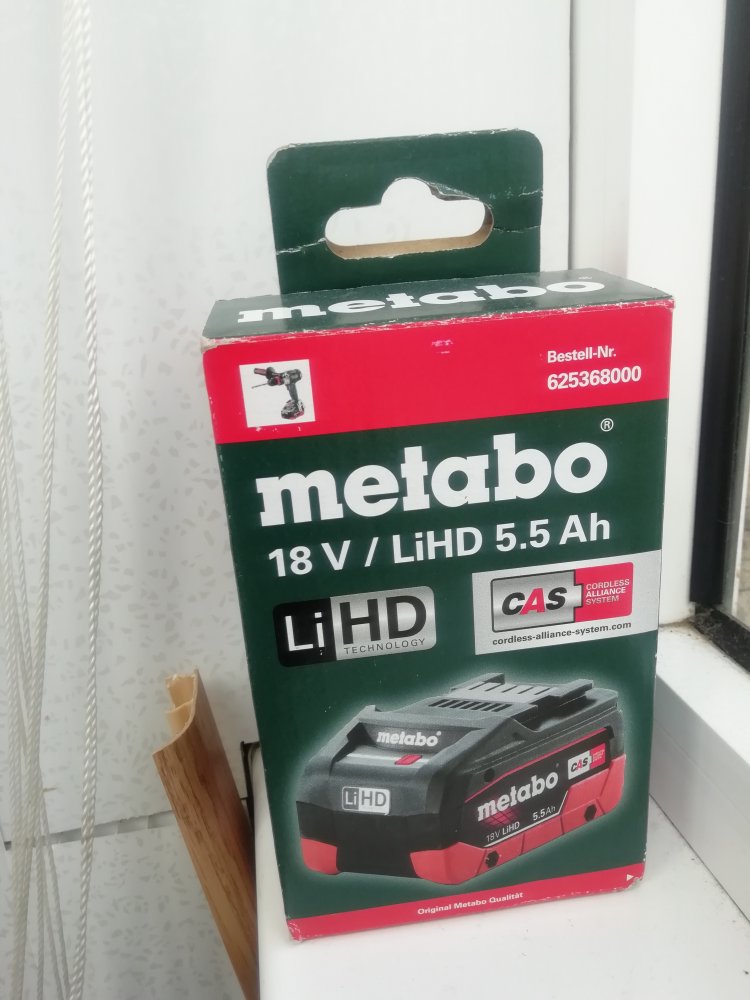 metabo®
Bestell-Nr.
625368000
metabo®
18 V / LiHD 5.5 Ah
LiHD
TECHNOLOGY
CAS
CORDLESS
ALLIANCE
SYSTEM
cordless-alliance-system.com
metabo®
LiHD
metabo
CAS
18V LiHD 5.5Ah
Original Metabo Qualität